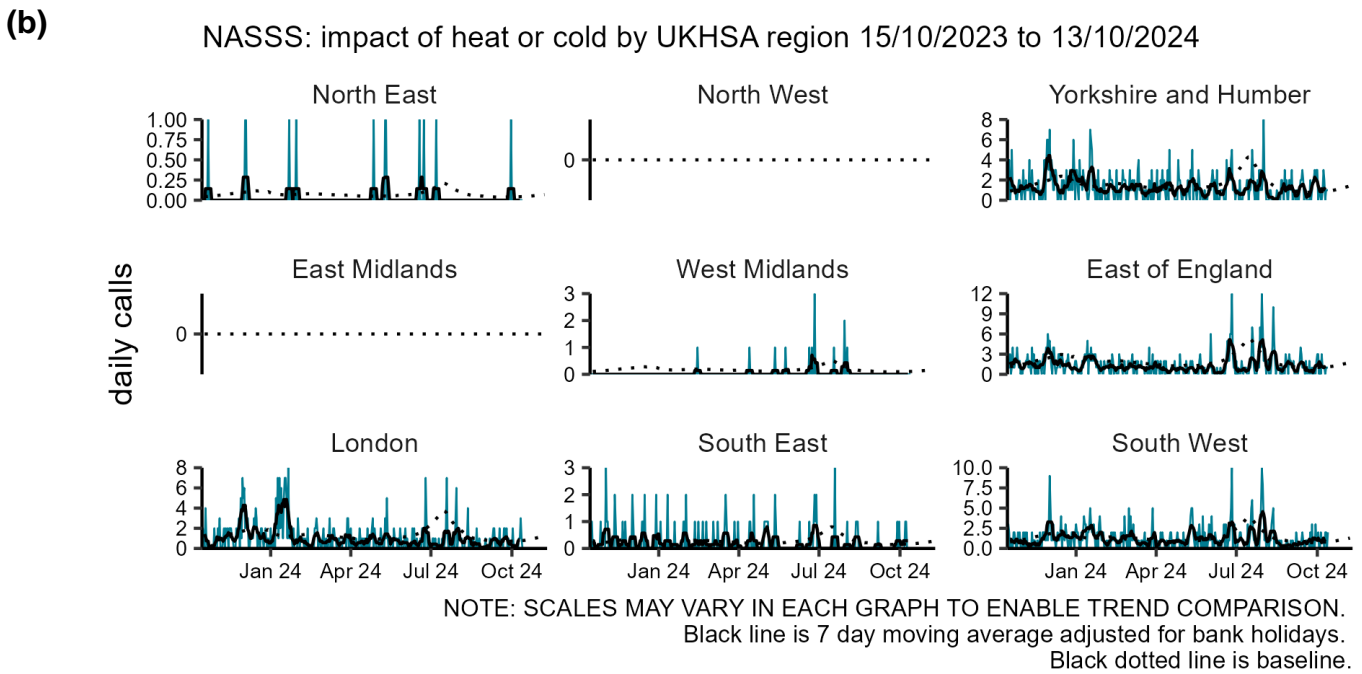 (b)
NASSS: impact of heat or cold by UKHSA region 15/10/2023 to 13/10/2024
daily calls
North East
1.00
0.75
0.50
0.25
0.00
North West
0
Yorkshire and Humber
8
6
4
2
0
East Midlands
0
West Midlands
3
2
1
0
East of England
12
9
6
3
0
London
8
6
4
2
0
Jan 24 Apr 24 Jul 24 Oct 24
South East
3
2
1
0
Jan 24 Apr 24 Jul 24 Oct 24
South West
10.0
7.5
5.0
2.5
0.0
Jan 24 Apr 24 Jul 24 Oct 24
NOTE: SCALES MAY VARY IN EACH GRAPH TO ENABLE TREND COMPARISON.
Black line is 7 day moving average adjusted for bank holidays.
Black dotted line is baseline.